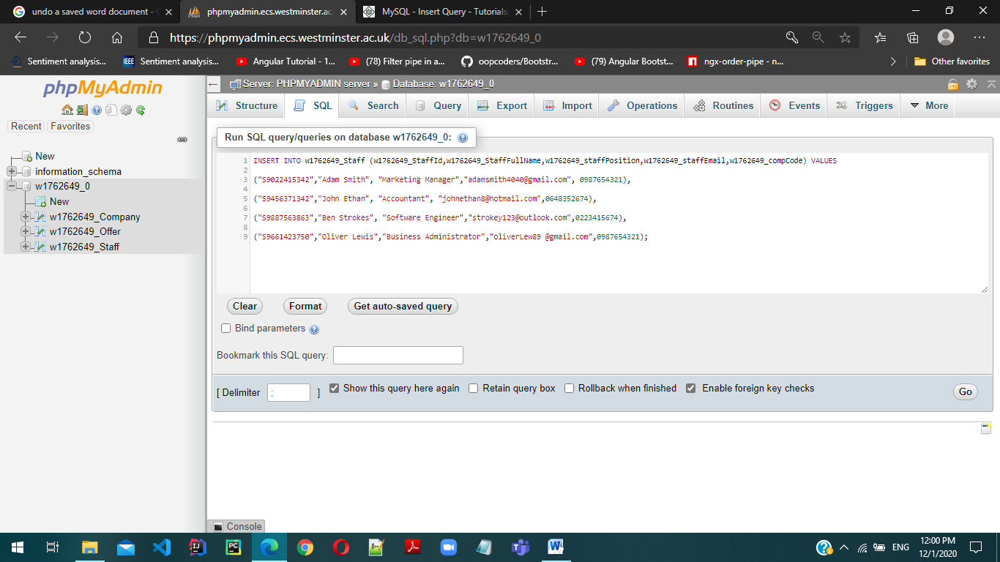 undo a saved word document - G
phpmyadmin.ecs.westminster.ac.
MySQL - Insert Query - Tutorials
https://phpmyadmin.ecs.westminster.ac.uk/db_sql.php?db=w1762649_0
Sentiment analysis...
IEEE Sentiment analysis...
Angular Tutorial - 1...
(78) Filter pipe in a...
oopcoders/Bootstr...
(79) Angular Bootst...
ngx-order-pipe - n...
Other favorites
phpMyAdmin
Recent Favorites
New
information_schema
w1762649_0
New
w1762649_Company
w1762649_Offer
w1762649_Staff
Server: PHPMYADMIN server » Database: w1762649_0
Structure SQL Search Query Export Import Operations Routines Events Triggers More
Run SQL query/queries on database w1762649_0:
1 INSERT INTO w1762649_Staff (w1762649_StaffId,w1762649_StaffFullName,w1762649_staffPosition,w1762649_staffEmail,w1762649_compCode) VALUES
2
3 ("S9022415342","Adam Smith", "Marketing Manager","adamsmith4040@gmail.com", 0987654321),
4
5 ("S9456371342","John Ethan", "Accountant", "johnethan8@hotmail.com",0648352674),
6
7 ("S9887563863","Ben Strokes", "Software Engineer","strokey123@outlook.com",0223415674),
8
9 ("S9661423750","Oliver Lewis","Business Administrator","oliverLew89 @gmail.com",0987654321);
Clear Format Get auto-saved query
Bind parameters
Bookmark this SQL query:
[ Delimiter ; ] Show this query here again Retain query box Rollback when finished Enable foreign key checks Go
Console
ENG
12:00 PM
12/1/2020